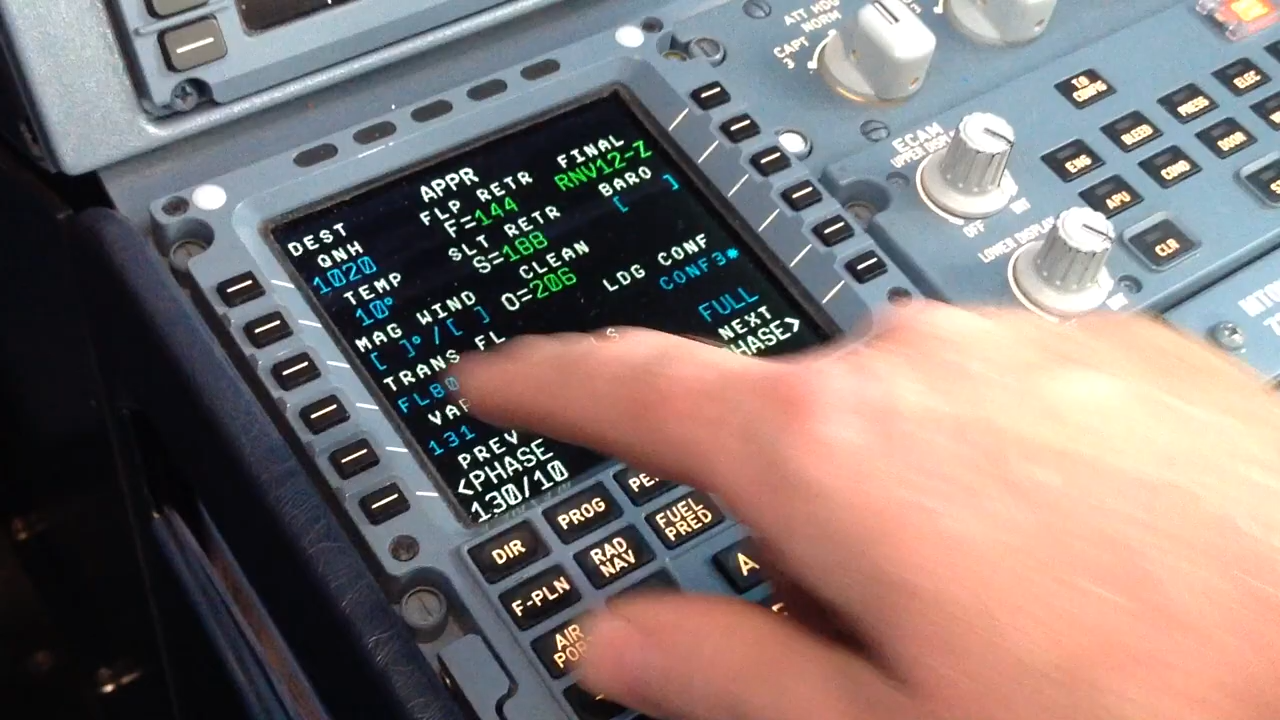 APPR
DEST FLP RETR FINAL
QNH F=144 RNV12-Z
1020 SLT RETR BARO
TEMP S=188 [ ]
10° CLEAN
MAG WIND O=206 LDG CONF
[ ]°/[ ] CONF3*
TRANS FL
FL80 FULL
131 NEXT
PREV PHASE>
<PHASE
130/10
DIR PROG
F-PLN RAD NAV FUEL PRED
AIR
A
ATT HDG
NORM
CAPT 3
3
ECAM
UPPER DISPLAY
OFF BRT
LOWER DISPLAY
TO CONFIG
ENG BLEED PRESS ELEC
APU COND DOOR
CLR